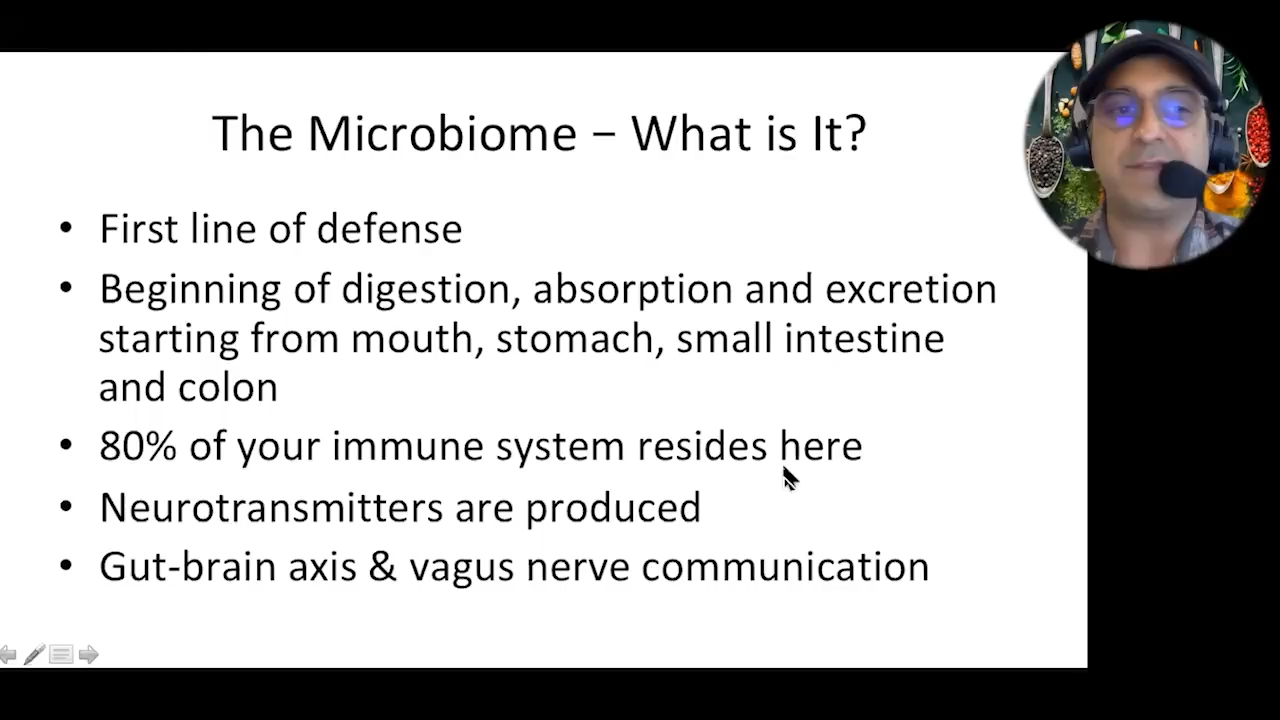 The Microbiome – What is It?
• First line of defense
• Beginning of digestion, absorption and excretion
starting from mouth, stomach, small intestine
and colon
• 80% of your immune system resides here
• Neurotransmitters are produced
• Gut-brain axis & vagus nerve communication